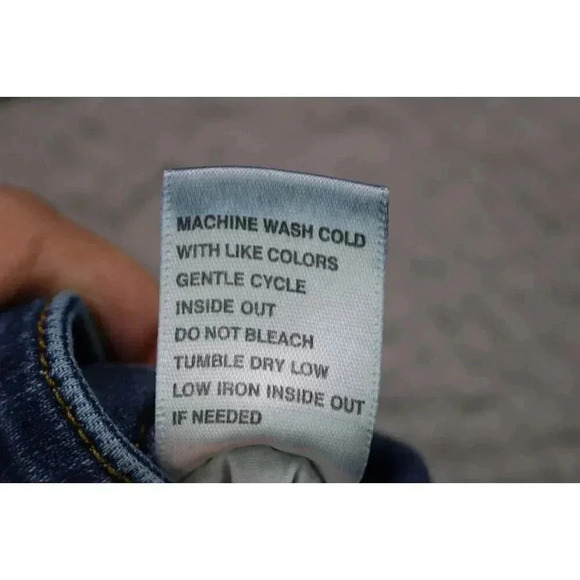 MACHINE WASH COLD
WITH LIKE COLORS
GENTLE CYCLE
INSIDE OUT
DO NOT BLEACH
TUMBLE DRY LOW
LOW IRON INSIDE OUT
IF NEEDED